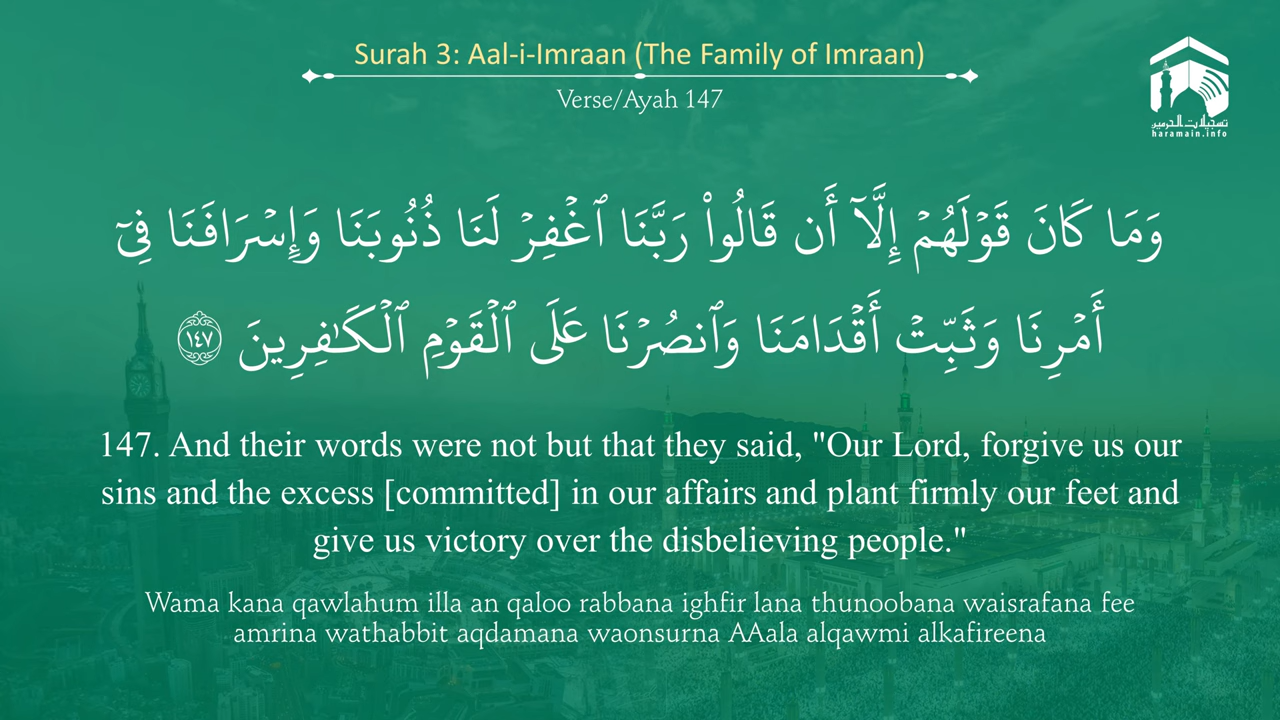 Surah 3: Aal-i-Imraan (The Family of Imraan)
Verse/Ayah 147
تسجيلات الحرمين
haramain.info
وَمَا كَانَ قَوۡلَهُمۡ إِلَّآ أَن قَالُواْ رَبَّنَا ٱغۡفِرۡ لَنَا ذُنُوبَنَا وَإِسۡرَافَنَا فِىٓ
أَمۡرِنَا وَثَبِّتۡ أَقۡدَامَنَا وَٱنصُرۡنَا عَلَى ٱلۡقَوۡمِ ٱلۡكَٰفِرِينَ ١٤٧
147. And their words were not but that they said, "Our Lord, forgive us our
sins and the excess [committed] in our affairs and plant firmly our feet and
give us victory over the disbelieving people."
Wama kana qawlahum illa an qaloo rabbana ighfir lana thunoobana waisrafana fee
amrina wathabbit aqdamana waonsurna AAala alqawmi alkafireena